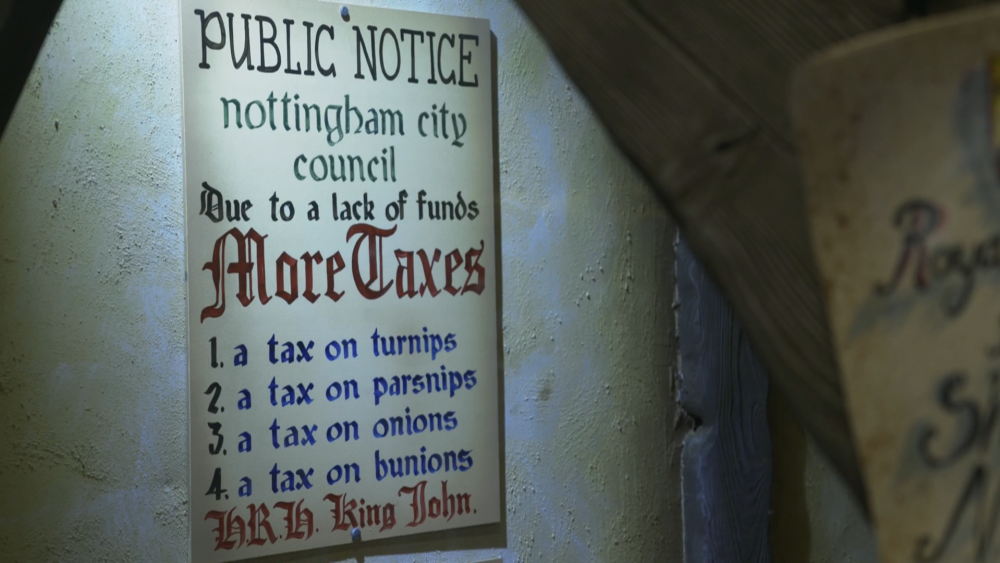 PUBLIC NOTICE
nottingham city
council
Due to a lack of funds
More Taxes
1. a tax on turnips
2. a tax on parsnips
3. a tax on onions
4. a tax on bunions
H.R.H. King John.